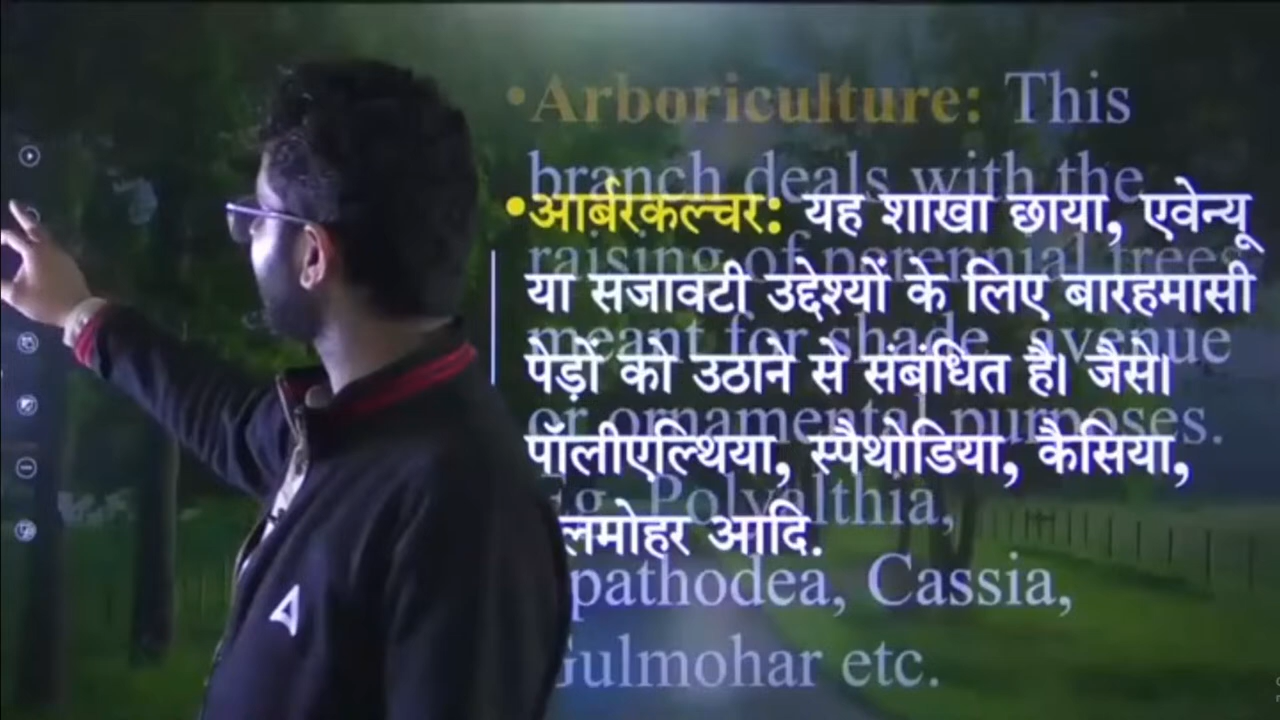 •Arboriculture: This
branch deals with the
raising of perennial trees
meant for shade, avenue
or ornamental purposes.
Polyalthia,
Cassia,
etc.
•आर्बरकल्चर: यह शाखा छाया, एवेन्यू
या सजावटी उद्देश्यों के लिए बारहमासी
पेड़ों को उठाने से संबंधित है। जैसे।
पॉलीएल्थिया, स्पैथोडिया, कैसिया,
आदि.